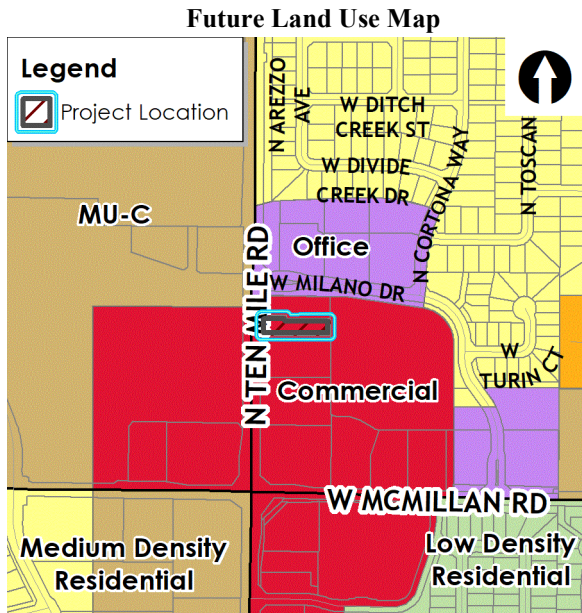 Future Land Use Map
Legend
Project Location
N AREZZO
AVE
W DITCH
CREEK ST
W DIVIDE
CREEK DR
N CORTONA WAY
N TOSCAN
MU-C
Office
N TEN MILE RD
W MILANO DR
W
TURIN CT
Commercial
W MCMILLAN RD
Medium Density
Residential
Low Density
Residential